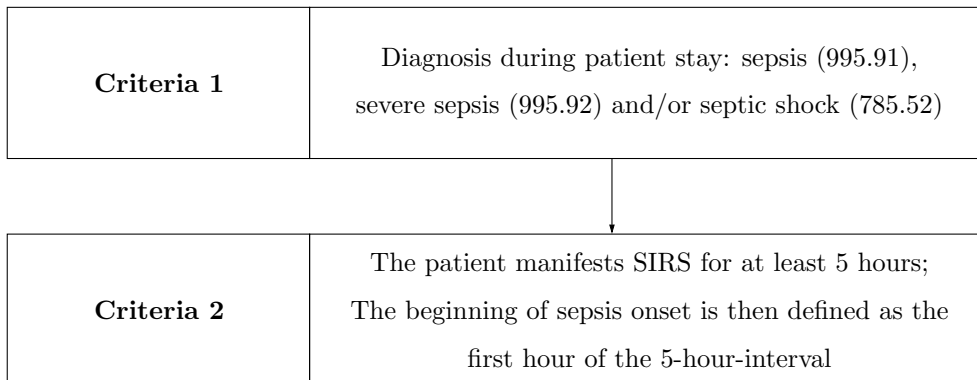 Criteria 1
Diagnosis during patient stay: sepsis (995.91),
severe sepsis (995.92) and/or septic shock (785.52)
Criteria 2
The patient manifests SIRS for at least 5 hours;
The beginning of sepsis onset is then defined as the
first hour of the 5-hour-interval